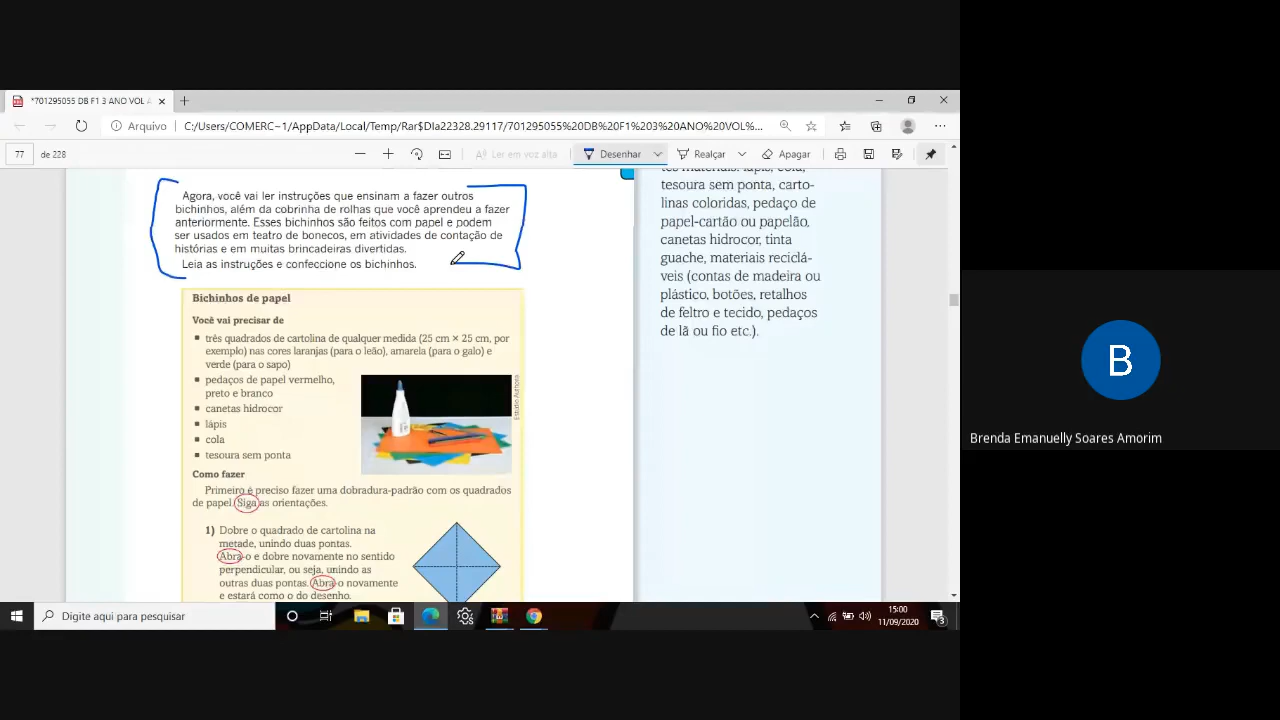 *701295055 DB F1 3 ANO VOL
Arquivo
C:/Users/COMERC~1/AppData/Local/Temp/Rar$DIa22328.29117/701295055%20DB%20F1%203%20ANO%20VOL%...
77 de 228
Ler em voz alta
Desenhar
Realçar
Apagar
Agora, você vai ler instruções que ensinam a fazer outros
bichinhos, além da cobrinha de rolhas que você aprendeu a fazer
anteriormente. Esses bichinhos são feitos com papel e podem
ser usados em teatro de bonecos, em atividades de contação de
histórias e em muitas brincadeiras divertidas.
Leia as instruções e confeccione os bichinhos.
Bichinhos de papel
Você vai precisar de
três quadrados de cartolina de qualquer medida (25 cm × 25 cm, por
exemplo) nas cores laranjas (para o leão), amarela (para o galo) e
verde (para o sapo)
pedaços de papel vermelho,
preto e branco
canetas hidrocor
lápis
cola
tesoura sem ponta
Estúdio Autliora
Como fazer
Primeiro é preciso fazer uma dobradura-padrão com os quadrados
de papel. Siga as orientações.
1) Dobre o quadrado de cartolina na
metade, unindo duas pontas.
Abra-o e dobre novamente no sentido
perpendicular, ou seja, unindo as
outras duas pontas. Abra-o novamente
e estará como o do desenho.
tes materiais: lápis, cola,
tesoura sem ponta, carto-
linas coloridas, pedaço de
papel-cartão ou papelão,
canetas hidrocor, tinta
guache, materiais reciclá-
veis (contas de madeira ou
plástico, botões, retalhos
de feltro e tecido, pedaços
de lã ou fio etc.).
Digite aqui para pesquisar
15:00
11/09/2020
3
B
Brenda Emanuelly Soares Amorim